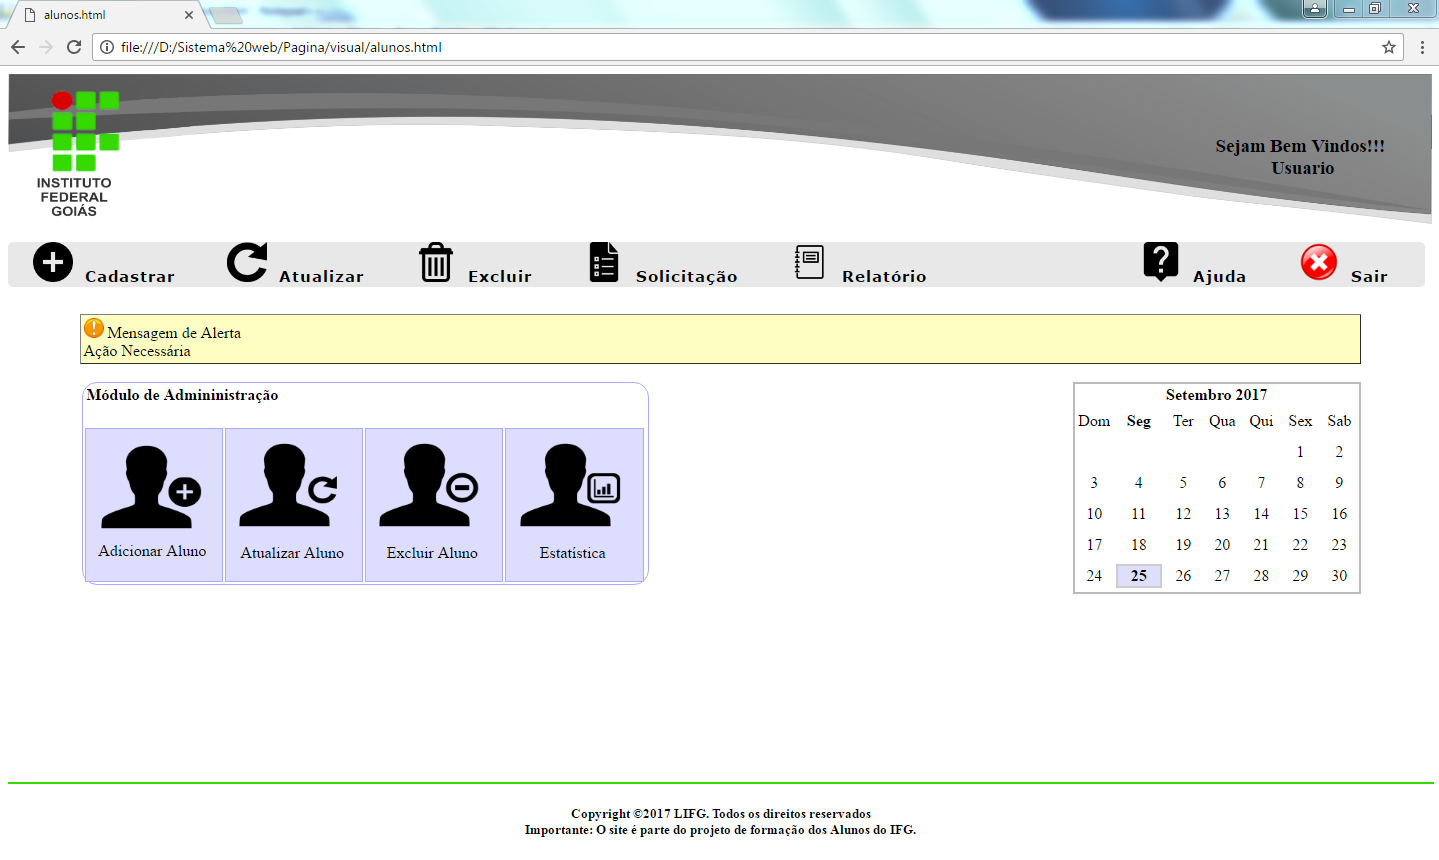 alunos.html
file:///D:/Sistema%20web/Pagina/visual/alunos.html
INSTITUTO
FEDERAL
GOIÁS
Sejam Bem Vindos!!!
Usuario
Cadastrar Atualizar Excluir Solicitação Relatório Ajuda Sair
Mensagem de Alerta
Ação Necessária
Módulo de Admininistração
Adicionar Aluno Atualizar Aluno Excluir Aluno Estatística
Setembro 2017
Dom Seg Ter Qua Qui Sex Sab
1 2
3 4 5 6 7 8 9
10 11 12 13 14 15 16
17 18 19 20 21 22 23
24 25 26 27 28 29 30
Copyright ©2017 LIFG. Todos os direitos reservados
Importante: O site é parte do projeto de formação dos Alunos do IFG.